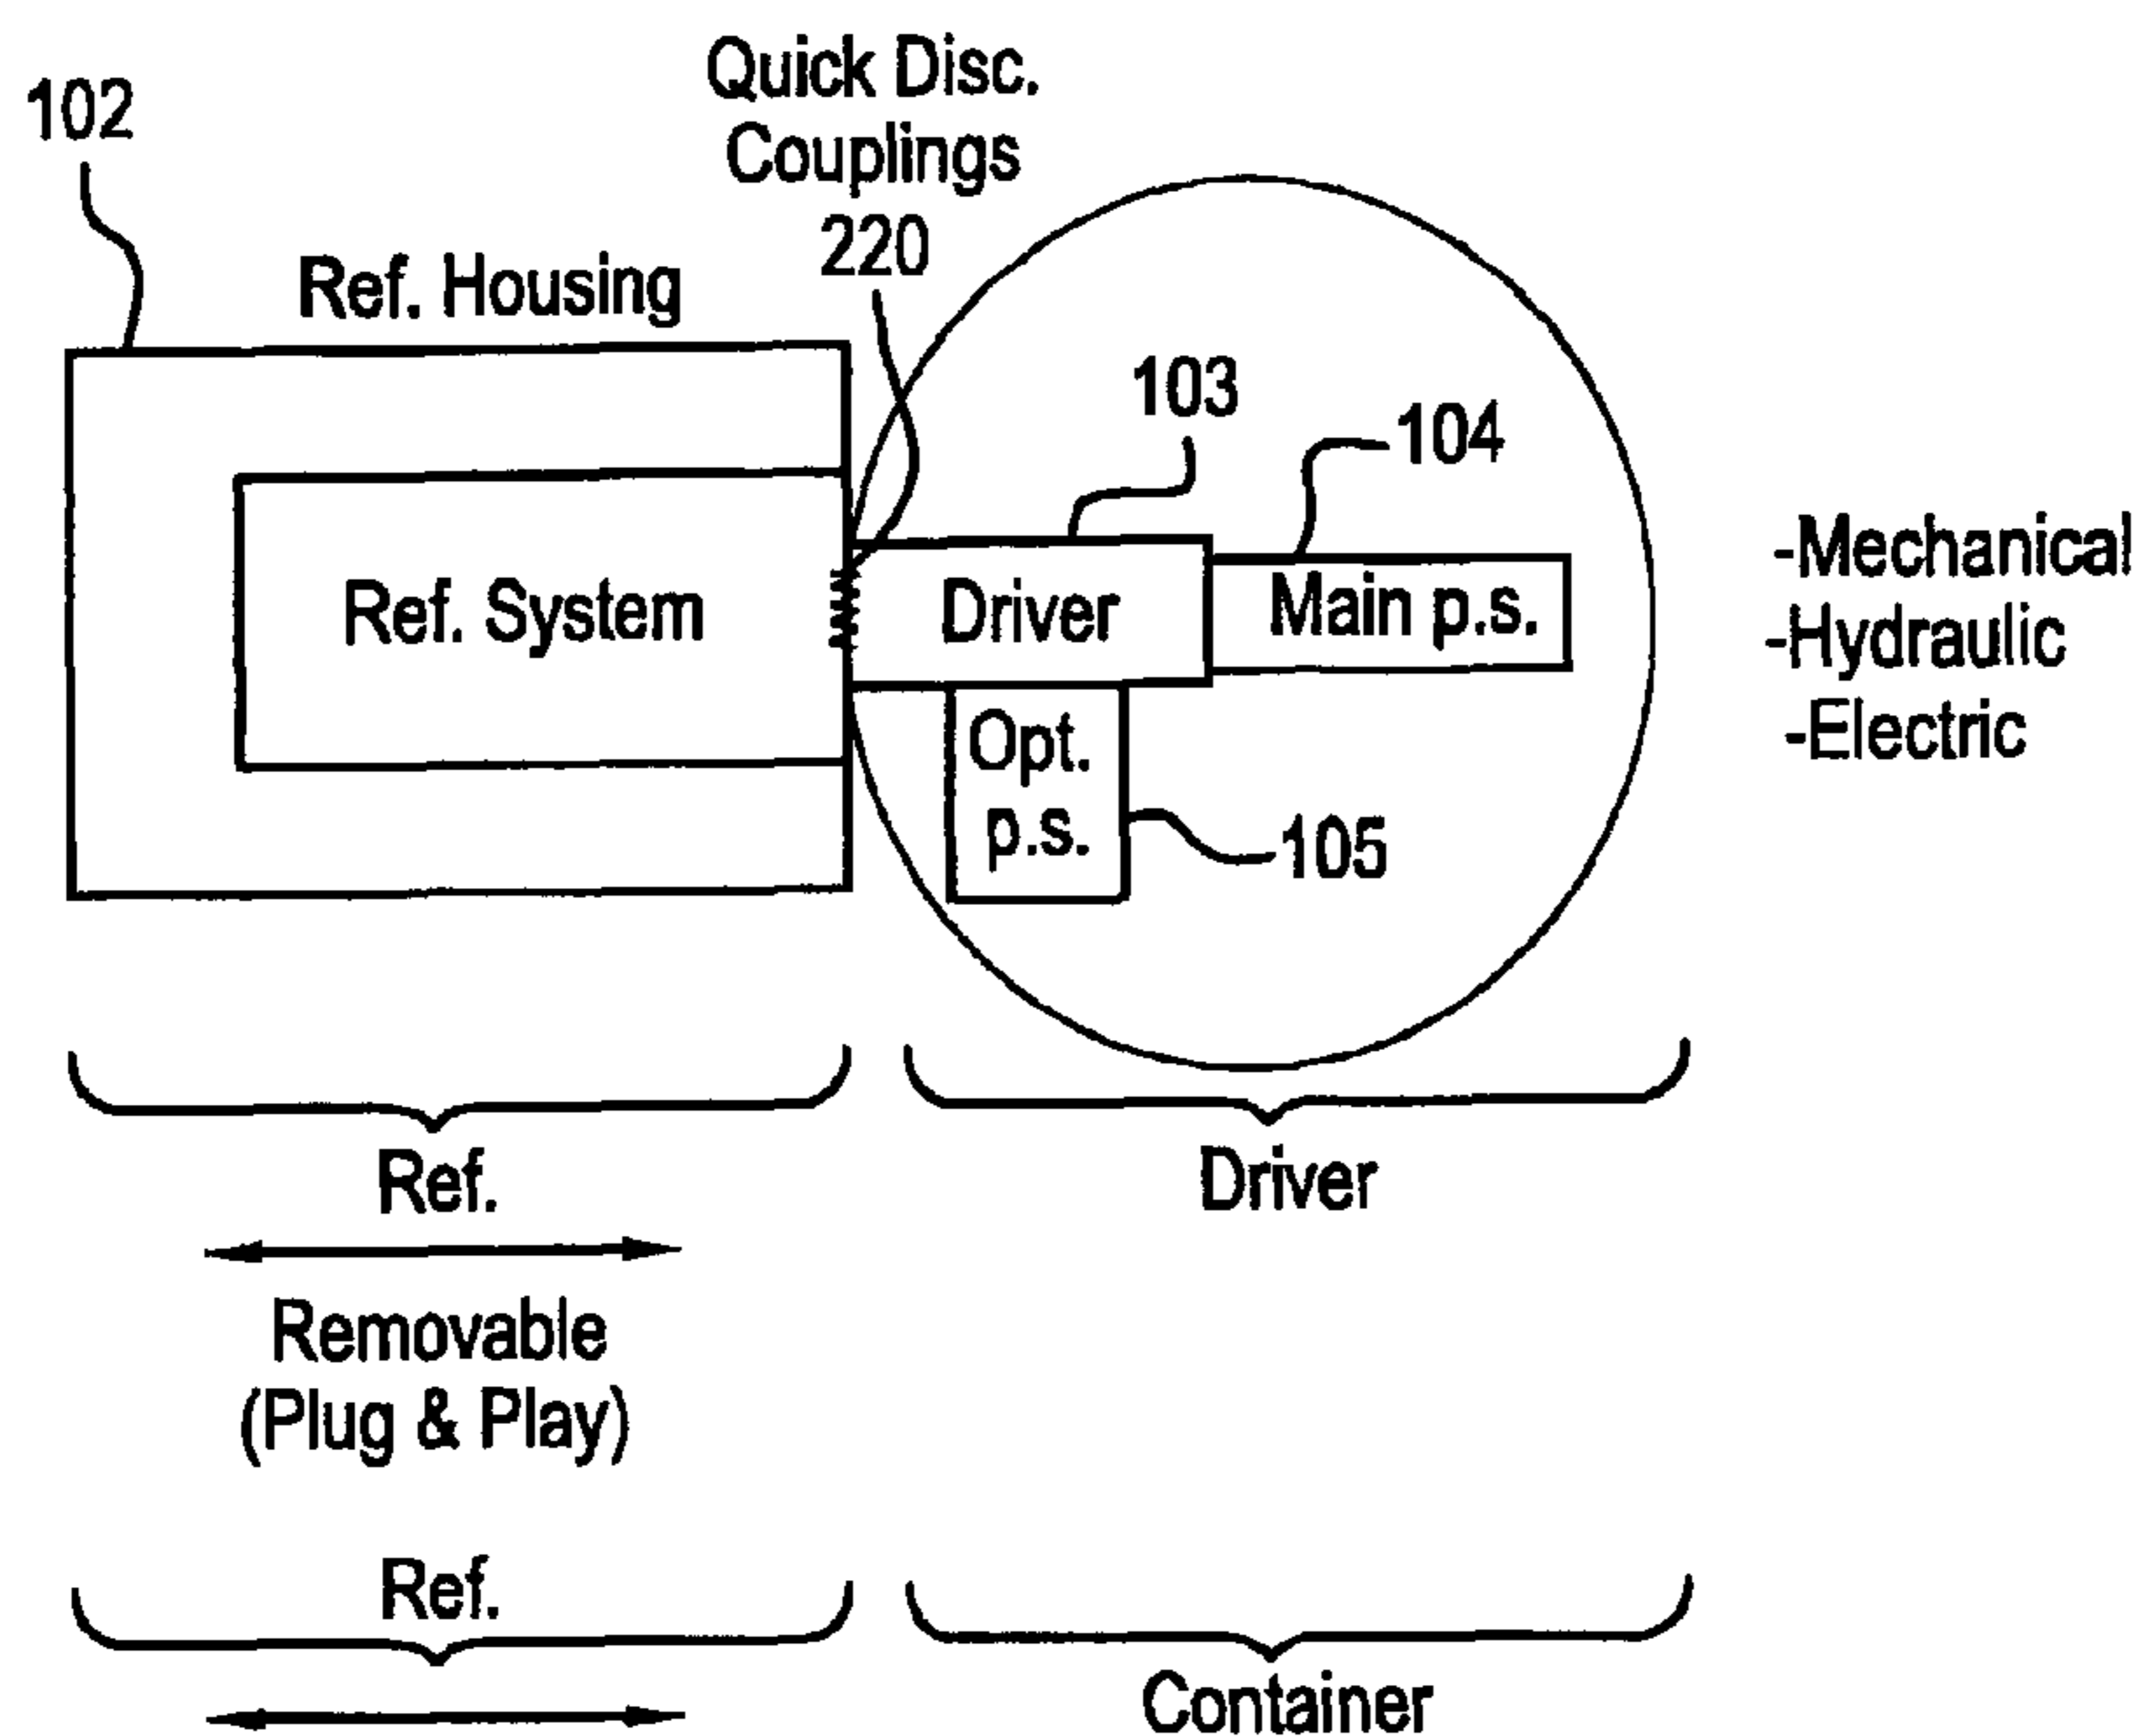 Quick Disc.
Couplings
220
102
Ref. Housing
103
104
Ref. System
Driver
Main p.s.
-Mechanical
-Hydraulic
-Electric
Opt.
p.s.
105
Ref.
Driver
Removable
(Plug & Play)
Ref.
Container